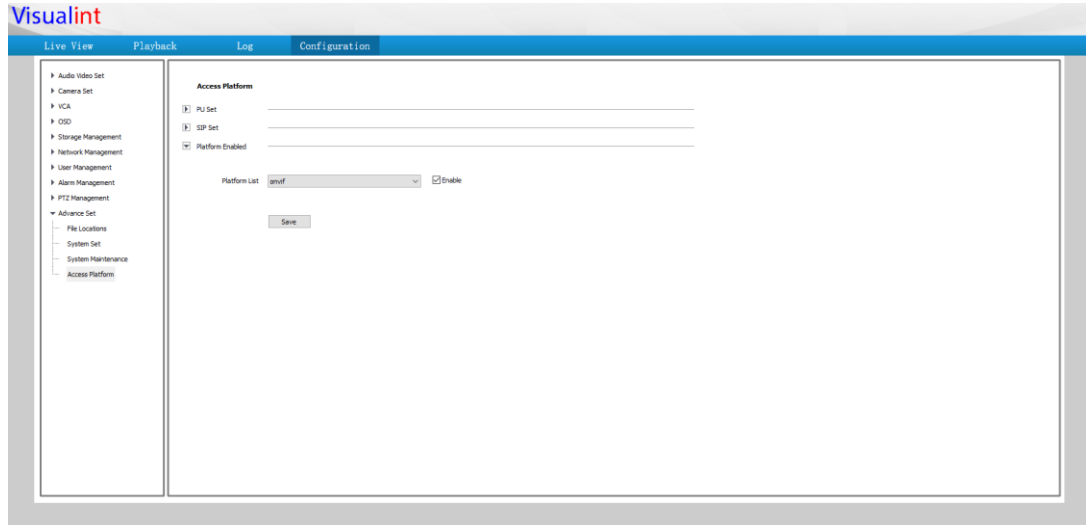 Visualint
Live View Playback Log Configuration
Audio Video Set
Camera Set
VCA
OSD
Storage Management
Network Management
User Management
Alarm Management
PTZ Management
Advance Set
File Locations
System Set
System Maintenance
Access Platform
Access Platform
PU Set
SIP Set
Platform Enabled
Platform List onvif Enable
Save